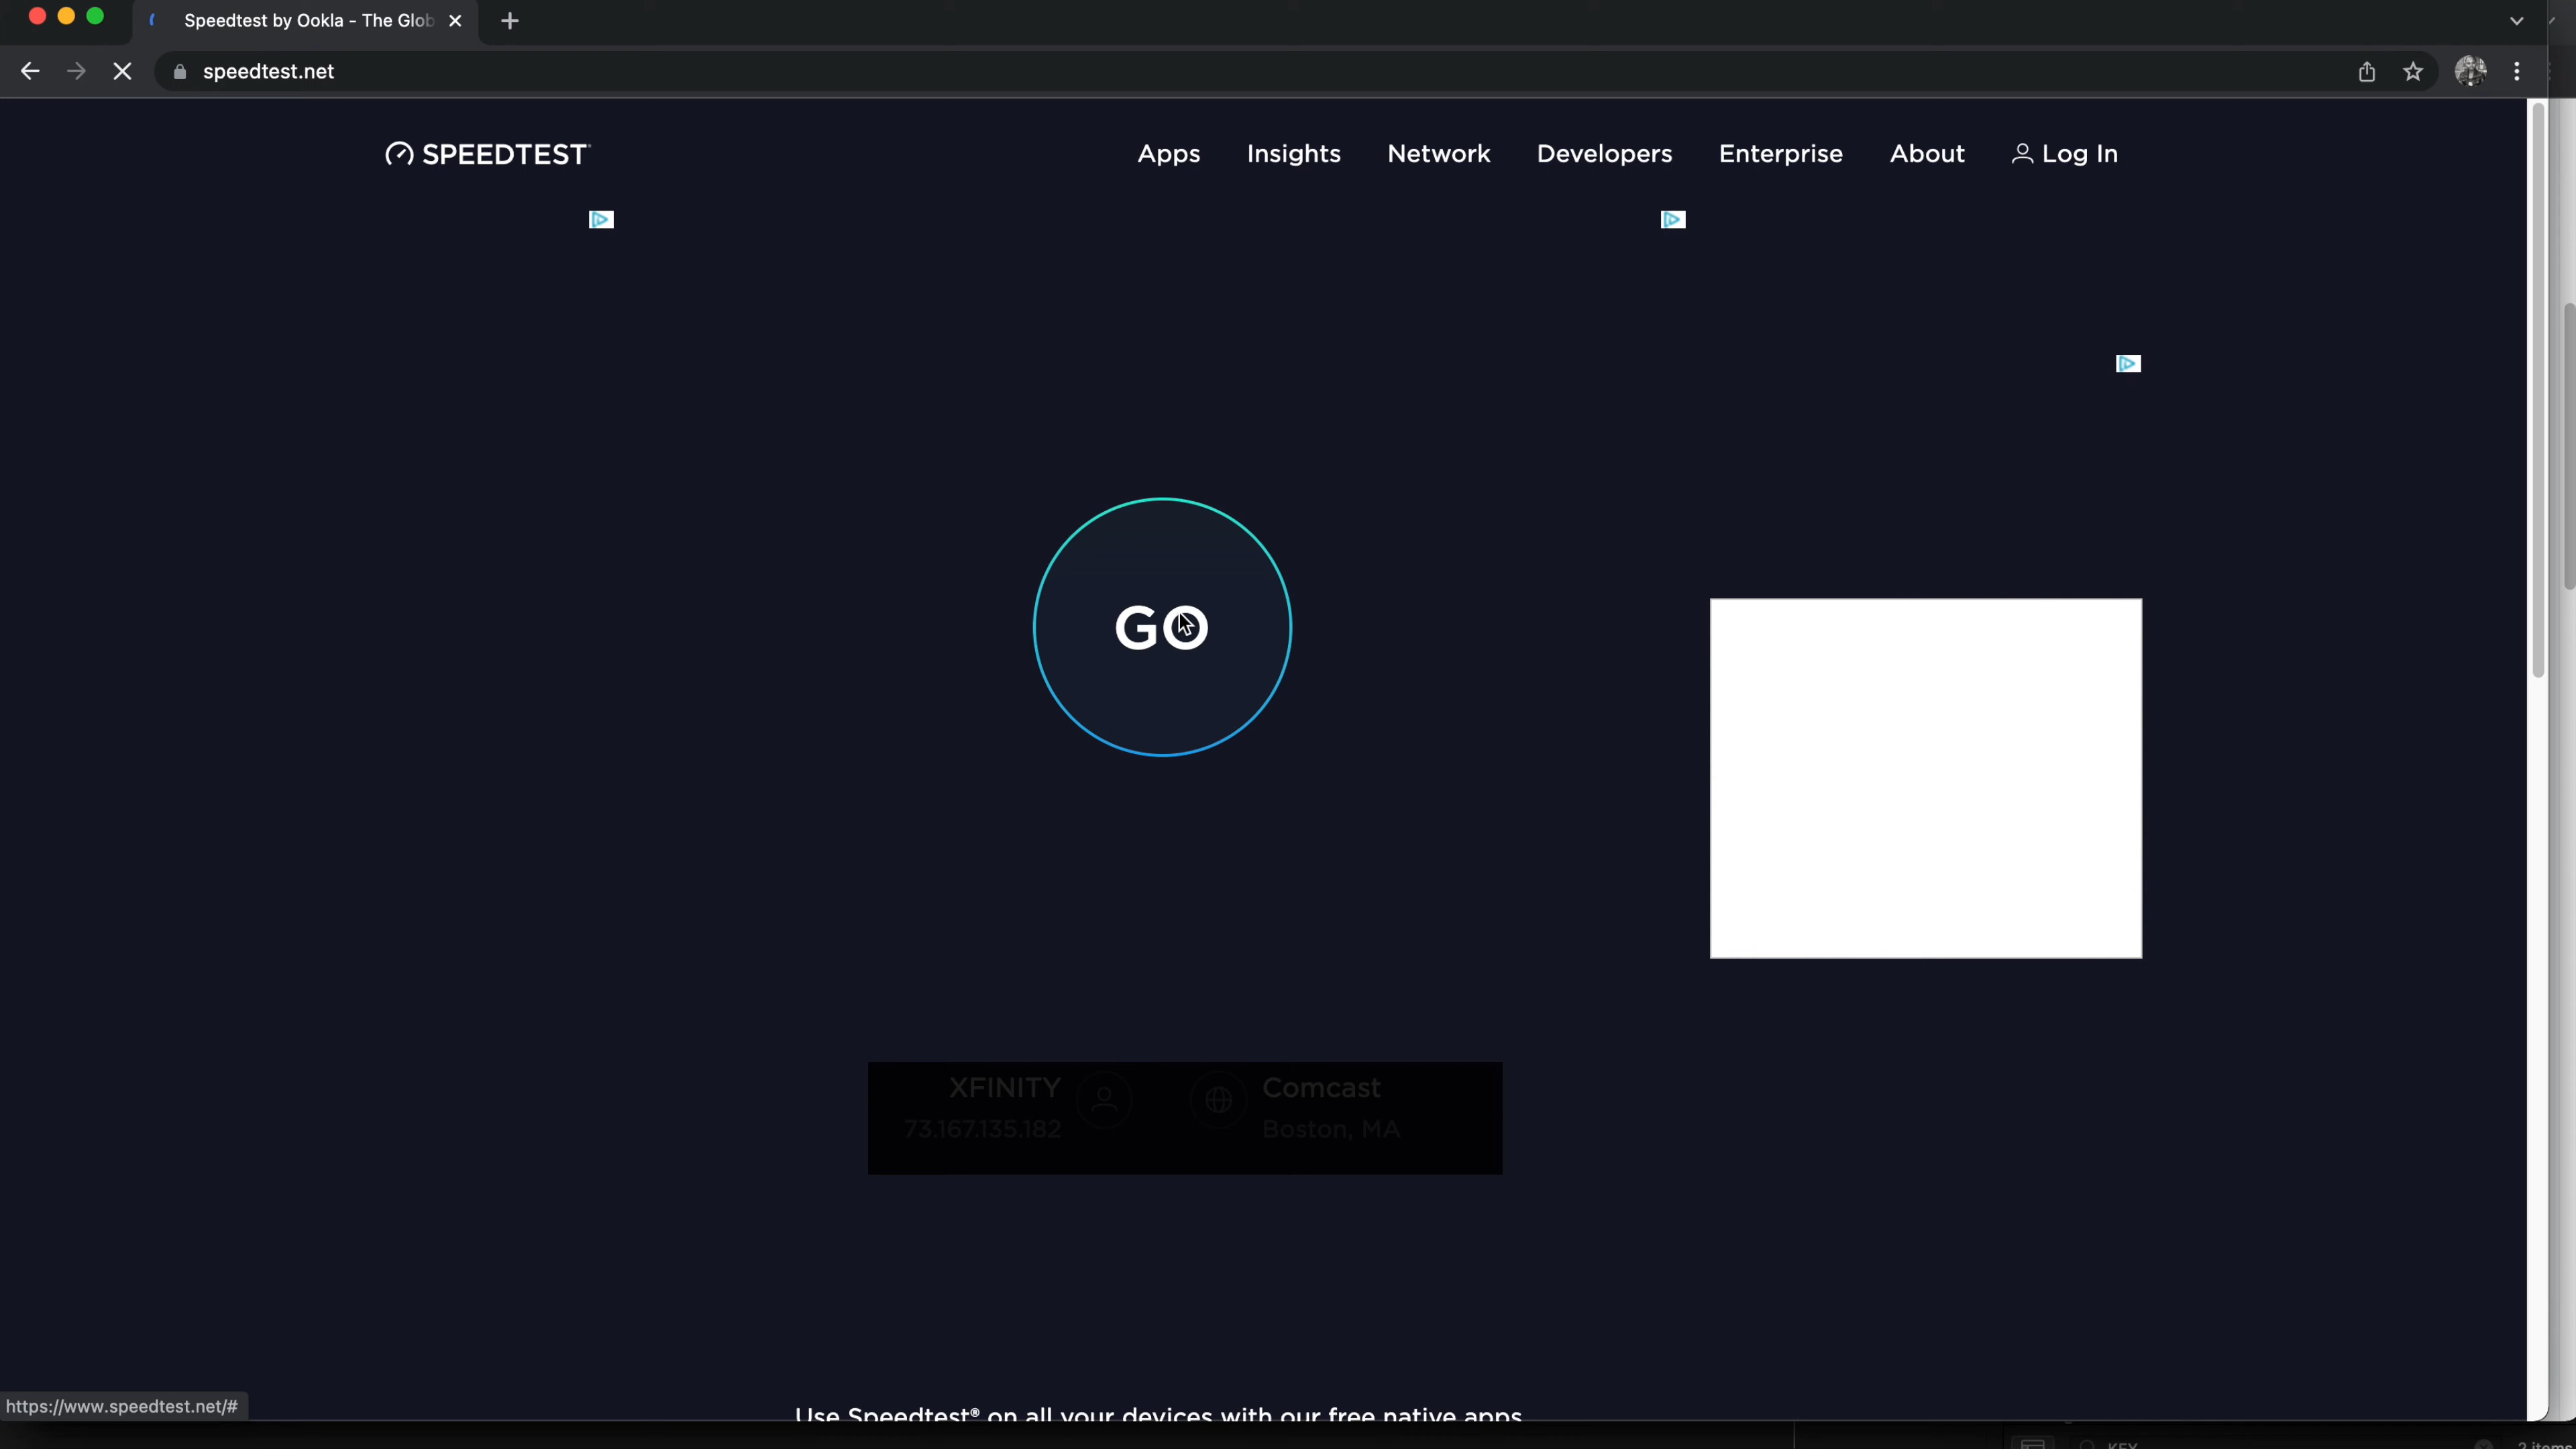 Speedtest by Ookla - The Glob
speedtest.net
SPEEDTEST
Apps Insights Network Developers Enterprise About Log In
GO
XFINITY Comcast
73.167.135.182 Boston, MA
Use Speedtest® on all your devices with our free native apps
https://www.speedtest.net/#
KEY